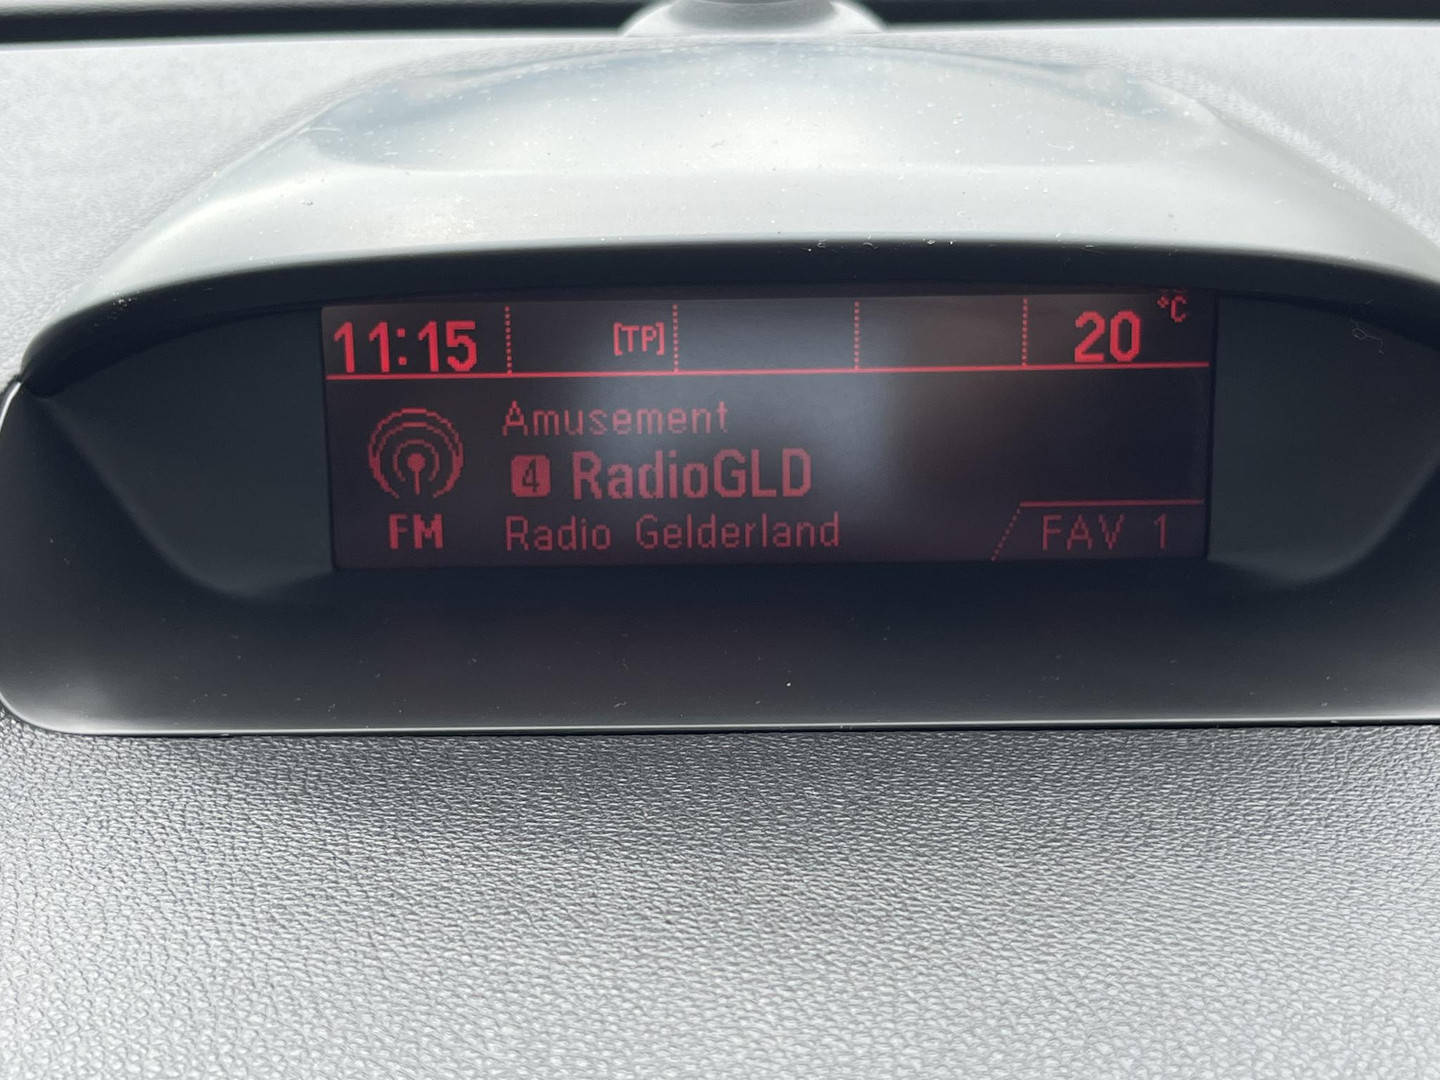 11:15 [TP] 20 °C
Amusement
4 RadioGLD
FM Radio Gelderland FAV 1